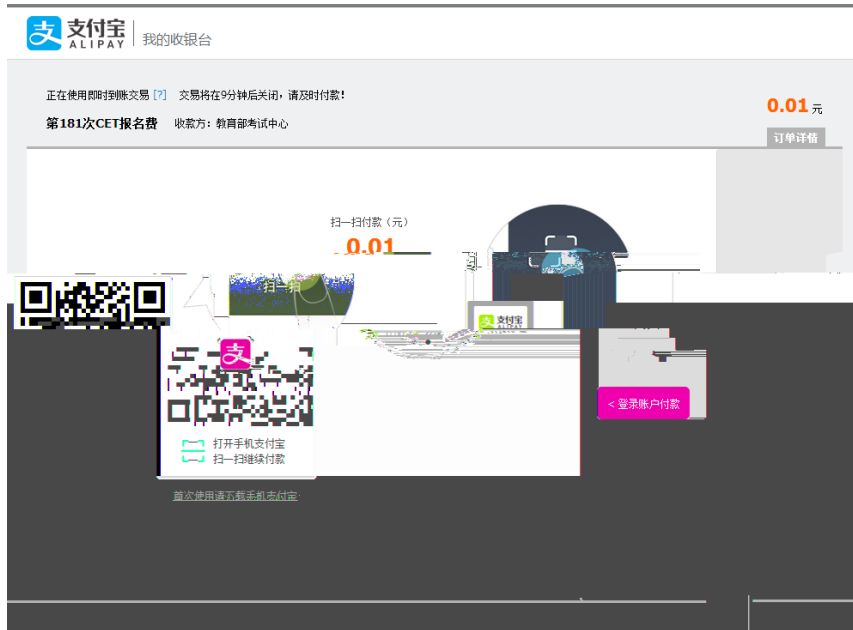 支付宝
ALIPAY
我的收银台
正在使用即时到账交易 [?] 交易将在9分钟后关闭，请及时付款！
0.01 元
第181次CET报名费 收款方：教育部考试中心
订单详情
扫一扫付款（元）
0.01
扫一扫
支付宝
ALIPAY
支
< 登录账户付款
打开手机支付宝
扫一扫继续付款
首次使用请下载手机支付宝